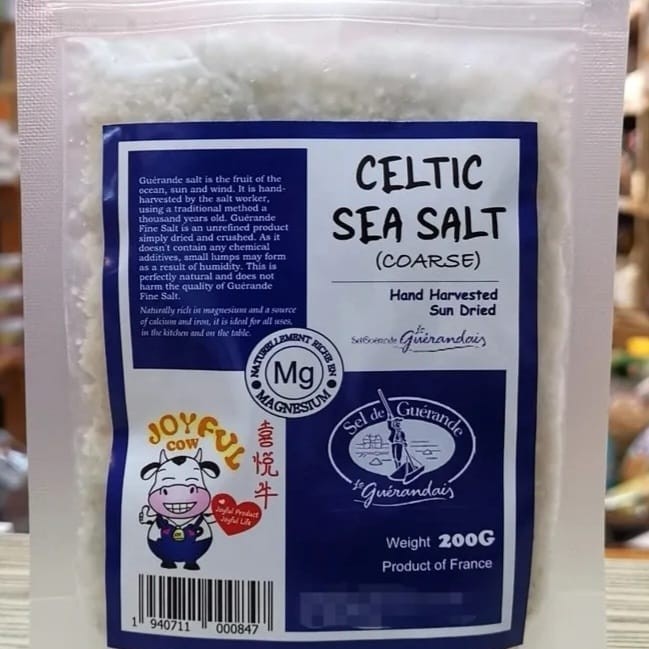 Guérande salt is the fruit of the
ocean, sun and wind. It is hand-
harvested by the salt worker,
using a traditional method a
thousand years old. Guérande
Fine Salt is an unrefined product
simply dried and crushed. As it
doesn't contain any chemical
additives, small lumps may form
as a result of humidity. This is
perfectly natural and does not
harm the quality of Guérande
Fine Salt.
Naturally rich in magnesium and a source
of calcium and iron, it is ideal for all uses,
in the kitchen and on the table.
CELTIC
SEA SALT
(COARSE)
Hand Harvested
Sun Dried
Le
Guérandais
NATURELLEMENT RICHE EN
Mg
MAGNESIUM
JOYFUL
COW
喜
悦
牛
Joyful Product
Joyful Life
Sel de Guérande
Le
Guérandais
Weight 200G
Product of France
1 940711 000847